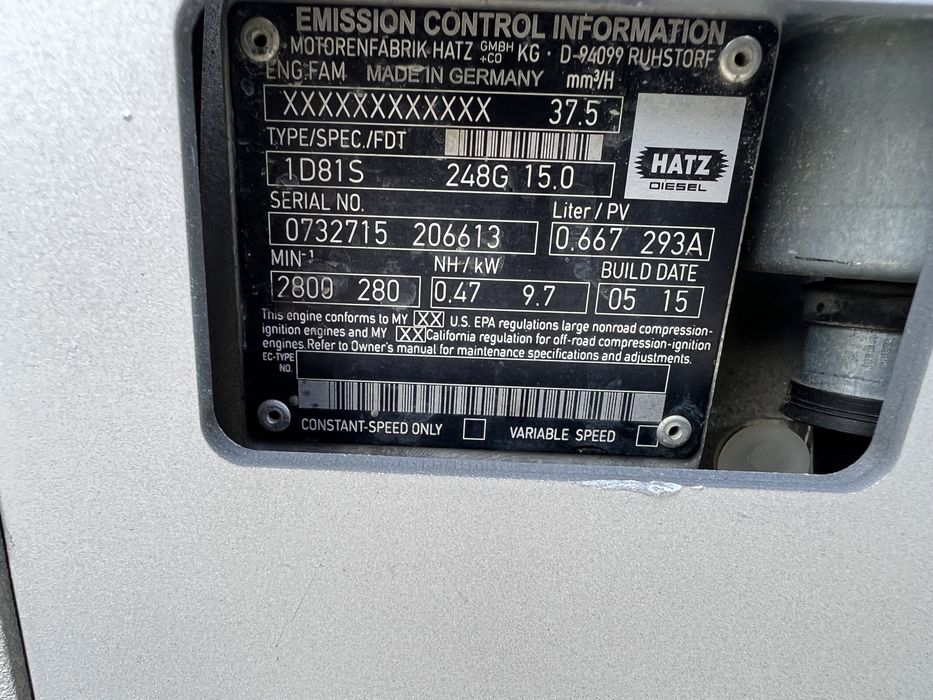 EMISSION CONTROL INFORMATION
MOTORENFABRIK HATZ GMBH +CO KG · D-94099 RUHSTORF
ENG.FAM MADE IN GERMANY mm³/H
XXXXXXXXXXXX 37.5
TYPE/SPEC./FDT
1D81S 248G 15.0
HATZ
DIESEL
SERIAL NO. Liter / PV
0732715 206613 0.667 293A
MIN⁻¹ NH / kW BUILD DATE
2800 280 0.47 9.7 05 15
This engine conforms to MY XX U.S. EPA regulations large nonroad compression-
ignition engines and MY XX California regulation for off-road compression-ignition
engines. Refer to Owner's manual for maintenance specifications and adjustments.
EC-TYPE
NO.
CONSTANT-SPEED ONLY VARIABLE SPEED